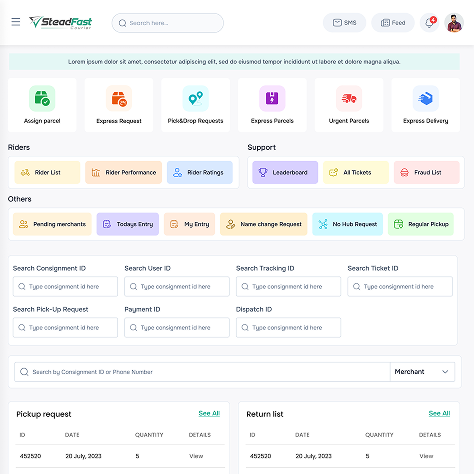 SteadFast
Courier
Search here...
SMS
Feed
Lorem ipsum dolor sit amet, consectetur adipiscing elit, sed do eiusmod tempor incididunt ut labore et dolore magna aliqua.
Assign parcel
Express Request
Pick&Drop Requests
Express Parcels
Urgent Parcels
Express Delivery
Riders
Support
Rider List
Rider Performance
Rider Ratings
Leaderboard
All Tickets
Fraud List
Others
Pending merchants
Todays Entry
My Entry
Name change Request
No Hub Request
Regular Pickup
Search Consignment ID
Search User ID
Search Tracking ID
Search Ticket ID
Type consignment id here
Type consignment id here
Type consignment id here
Type consignment id here
Search Pick-Up Request
Payment ID
Dispatch ID
Type consignment id here
Type consignment id here
Type consignment id here
Search by Consignment ID or Phone Number
Merchant
Pickup request
See All
Return list
See All
ID DATE QUANTITY DETAILS
ID DATE QUANTITY DETAILS
452520 20 July, 2023 5 View
452520 20 July, 2023 5 View